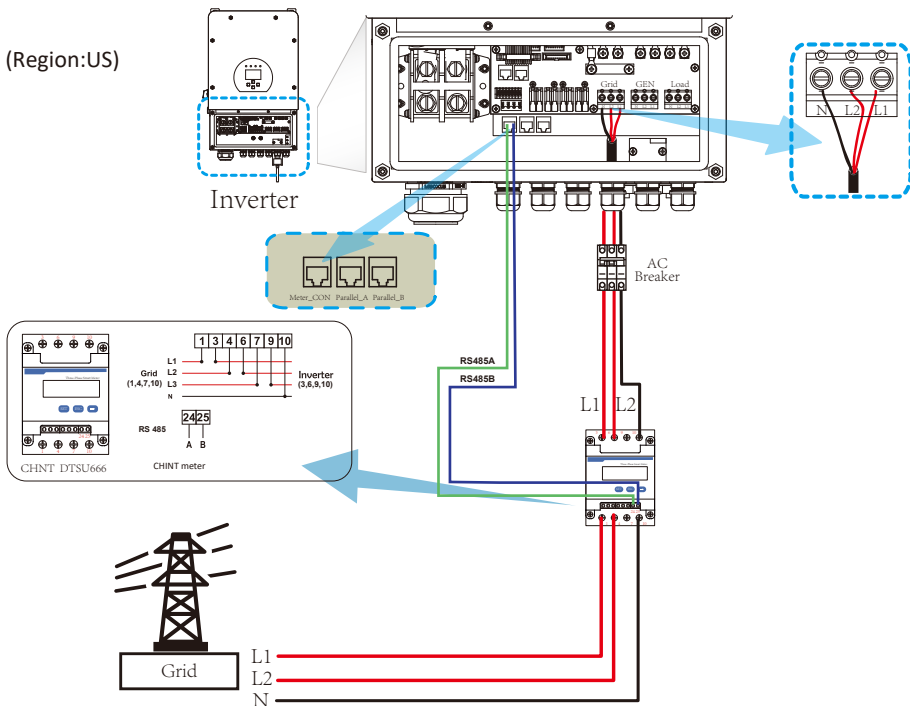 (Region:US)
Inverter
Grid
GEN
Load
N
L2
L1
AC
Breaker
Meter_CON
Parallel_A
Parallel_B
1 3 4 6 7 9 10
L1
L2
L3
N
Grid
(1,4,7,10)
Inverter
(3,6,9,10)
24 25
RS 485
A B
CHNT DTSU666
CHINT meter
RS485A
RS485B
L1
L2
Grid
L1
L2
N